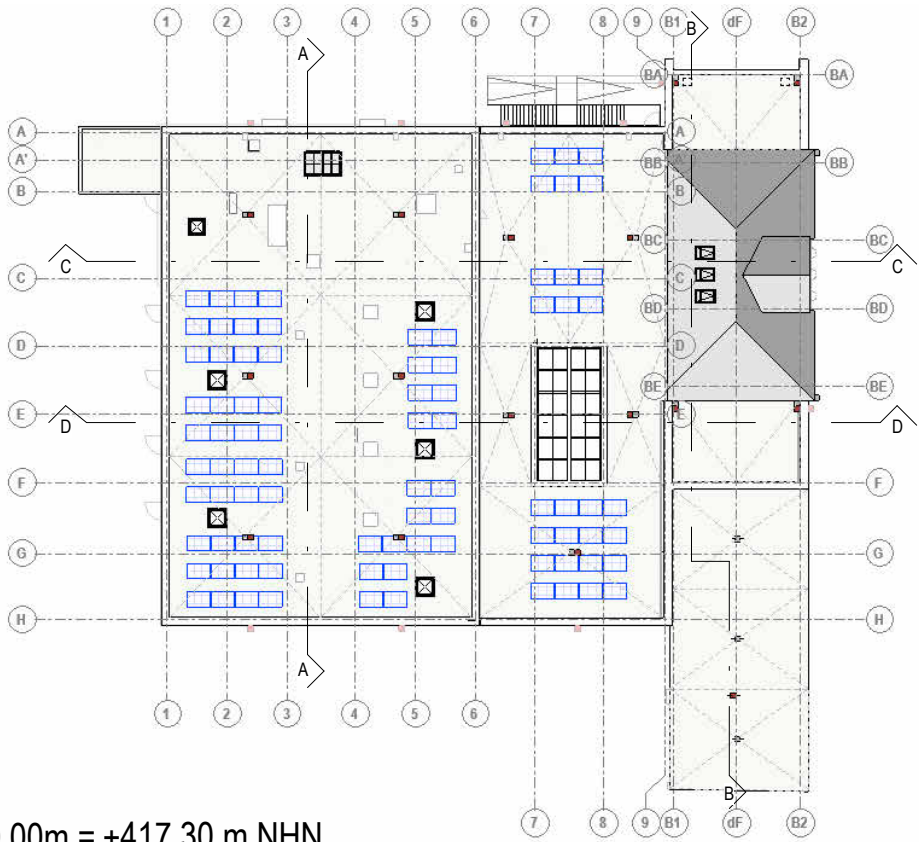 1 2 3 4 5 6 7 8 9 B1 dF B2
B
A
BA BA
A A
A'
BB BB
B B
BC BC
C C
C C
BD BD
D D
BE BE
E E
D D
F F
G G
H H
A
1 2 3 4 5 6
B
7 8 9 B1 dF B2
.00m = +417.30 m NHN